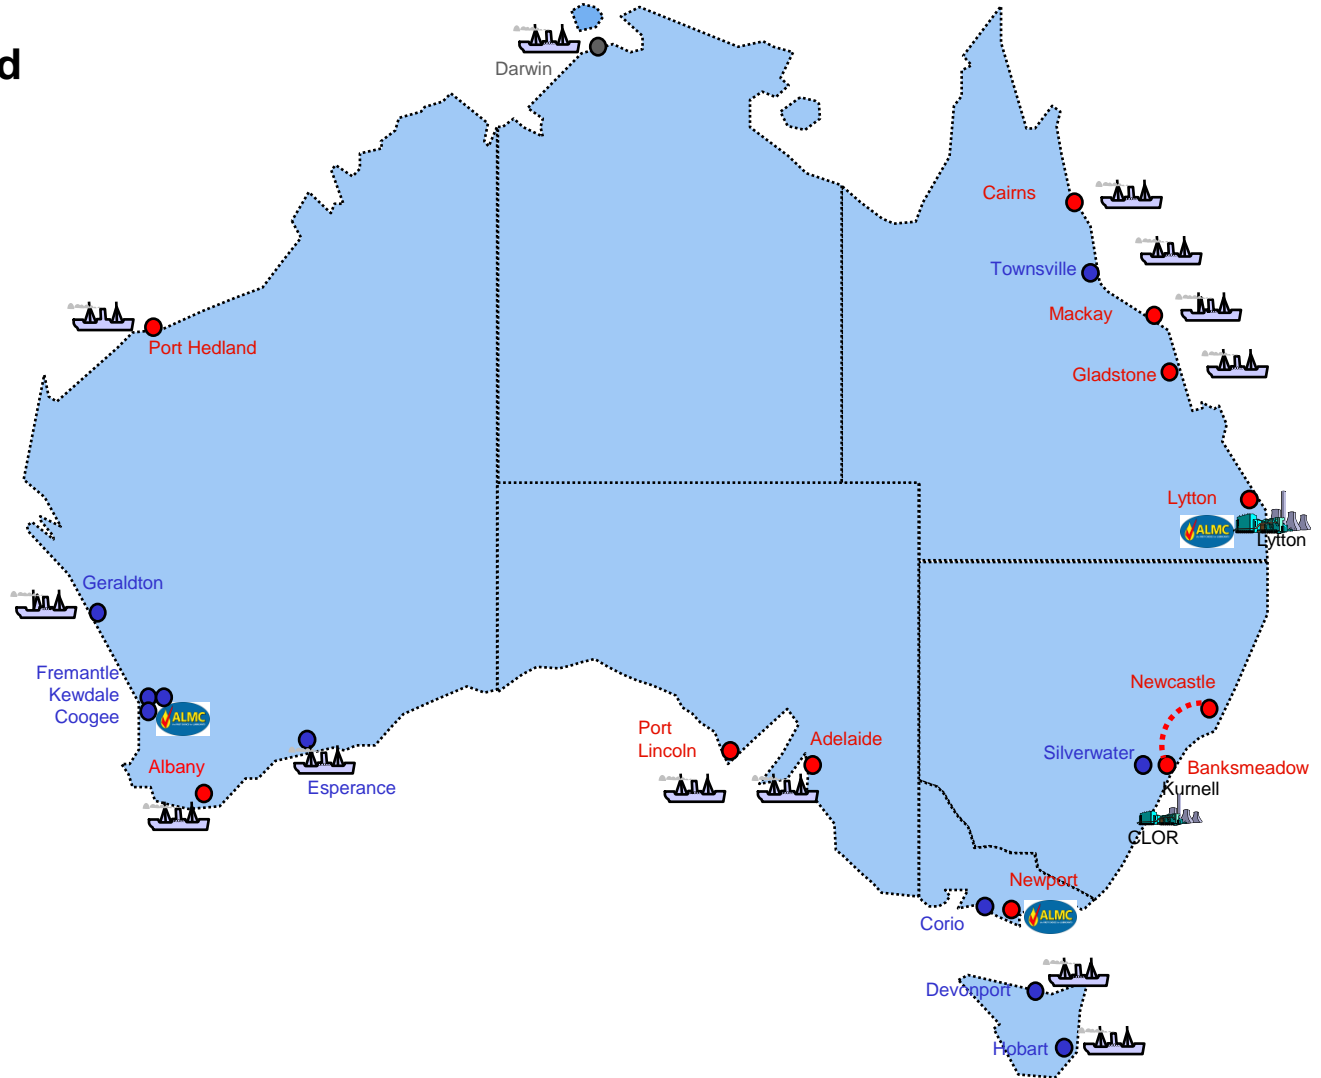 d
Darwin
Cairns
Townsville
Mackay
Port Hedland
Gladstone
Lytton
ALMC
Lytton
Geraldton
Fremantle
Kewdale
Coogee
ALMC
Newcastle
Port
Lincoln
Adelaide
Silverwater
Banksmeadow
Albany
Esperance
Kurnell
CLOR
Newport
ALMC
Corio
Devonport
Hobart